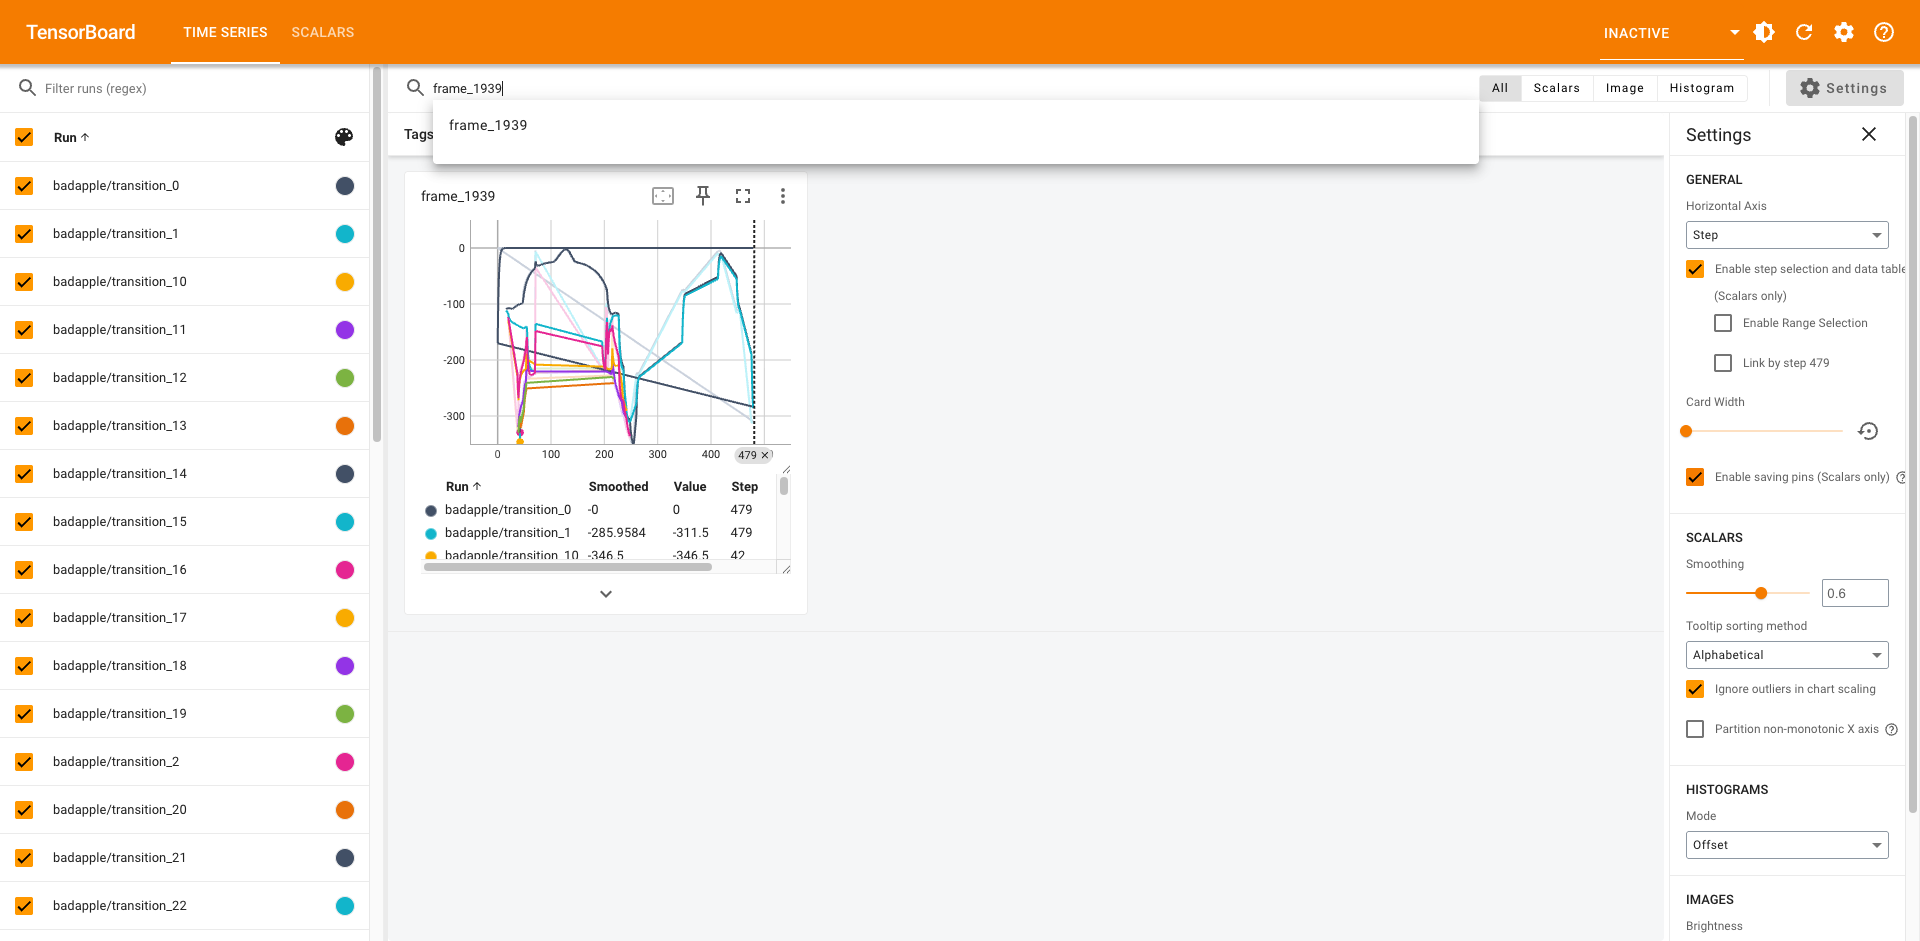 TensorBoard
TIME SERIES
SCALARS
INACTIVE
Filter runs (regex)
frame_1939
All
Scalars
Image
Histogram
Settings
frame_1939
Run
Tags
Settings
badapple/transition_0
badapple/transition_1
badapple/transition_10
badapple/transition_11
badapple/transition_12
badapple/transition_13
badapple/transition_14
badapple/transition_15
badapple/transition_16
badapple/transition_17
badapple/transition_18
badapple/transition_19
badapple/transition_2
badapple/transition_20
badapple/transition_21
badapple/transition_22
frame_1939
0
-100
-200
-300
0
100
200
300
400
479
Run Smoothed Value Step
badapple/transition_0 -0 0 479
badapple/transition_1 -285.9584 -311.5 479
badapple/transition_10 -346.5 -346.5 42
GENERAL
Horizontal Axis
Step
Enable step selection and data table
(Scalars only)
Enable Range Selection
Link by step 479
Card Width
Enable saving pins (Scalars only)
SCALARS
Smoothing
0.6
Tooltip sorting method
Alphabetical
Ignore outliers in chart scaling
Partition non-monotonic X axis
HISTOGRAMS
Mode
Offset
IMAGES
Brightness